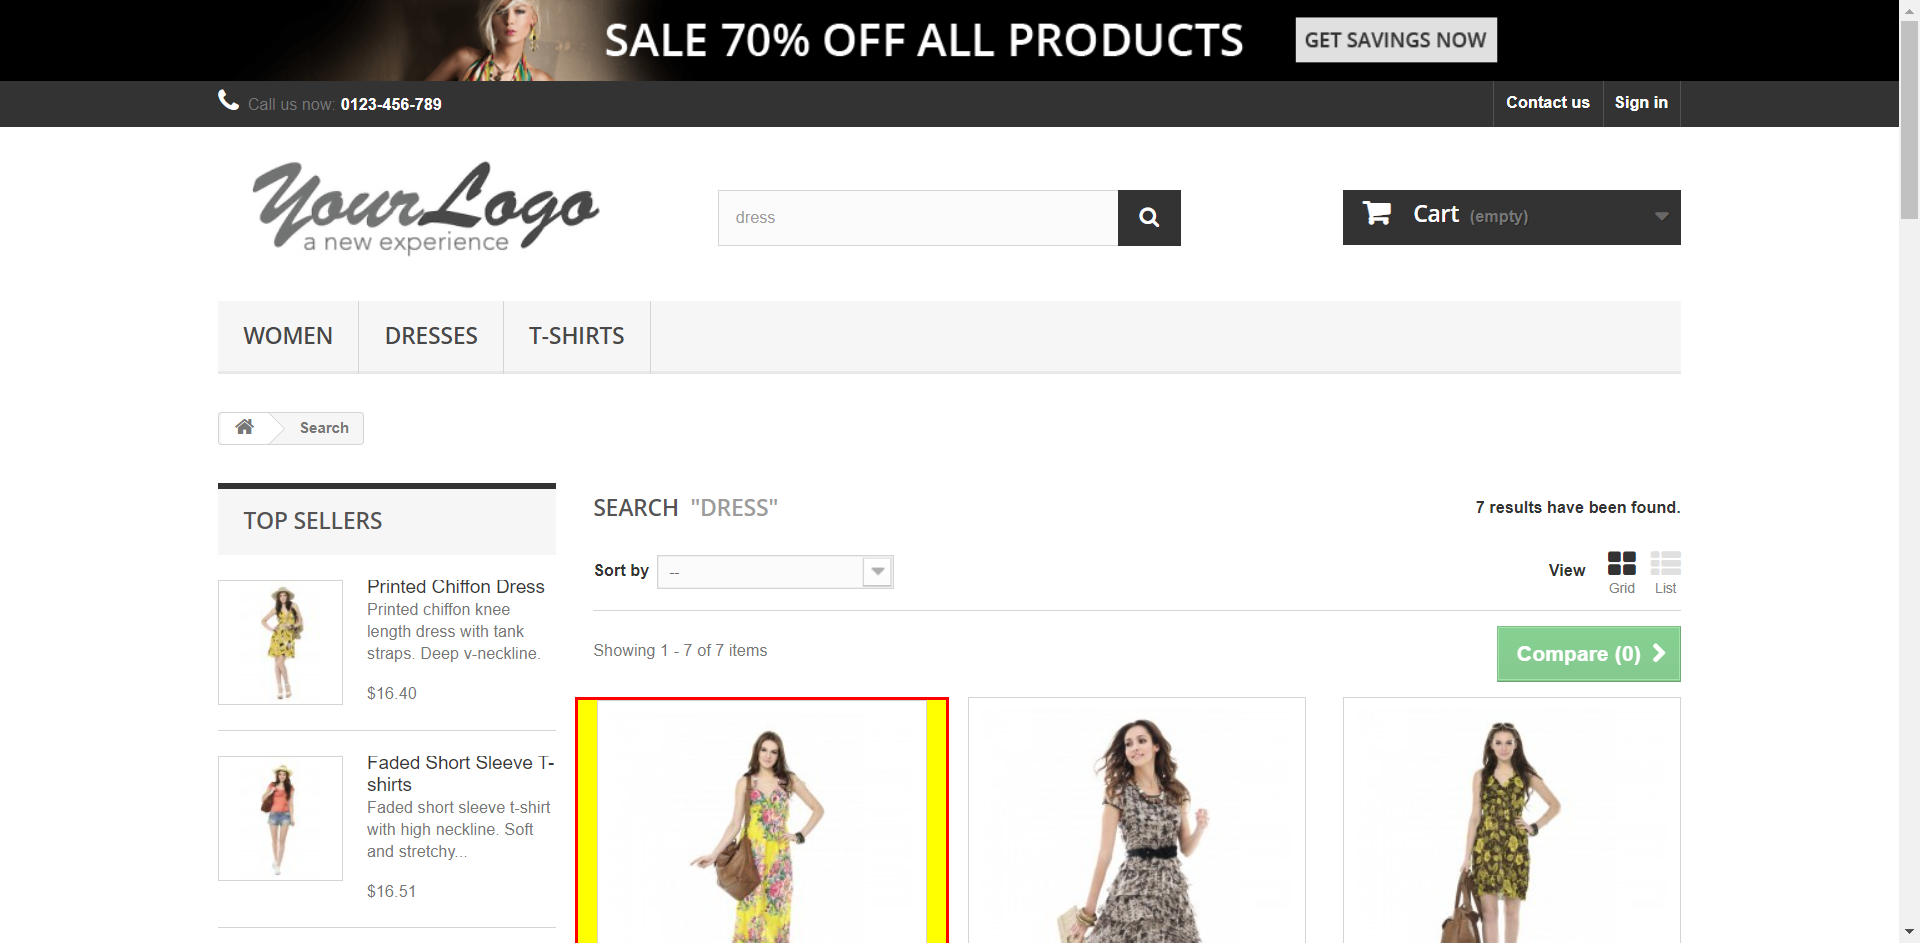 SALE 70% OFF ALL PRODUCTS
GET SAVINGS NOW
Call us now: 0123-456-789
Contact us
Sign in
YourLogo
a new experience
dress
Cart (empty)
WOMEN
DRESSES
T-SHIRTS
Search
TOP SELLERS
Printed Chiffon Dress
Printed chiffon knee
length dress with tank
straps. Deep v-neckline.
$16.40
Faded Short Sleeve T-
shirts
Faded short sleeve t-shirt
with high neckline. Soft
and stretchy...
$16.51
SEARCH "DRESS"
7 results have been found.
Sort by
--
View
Grid
List
Showing 1 - 7 of 7 items
Compare (0)